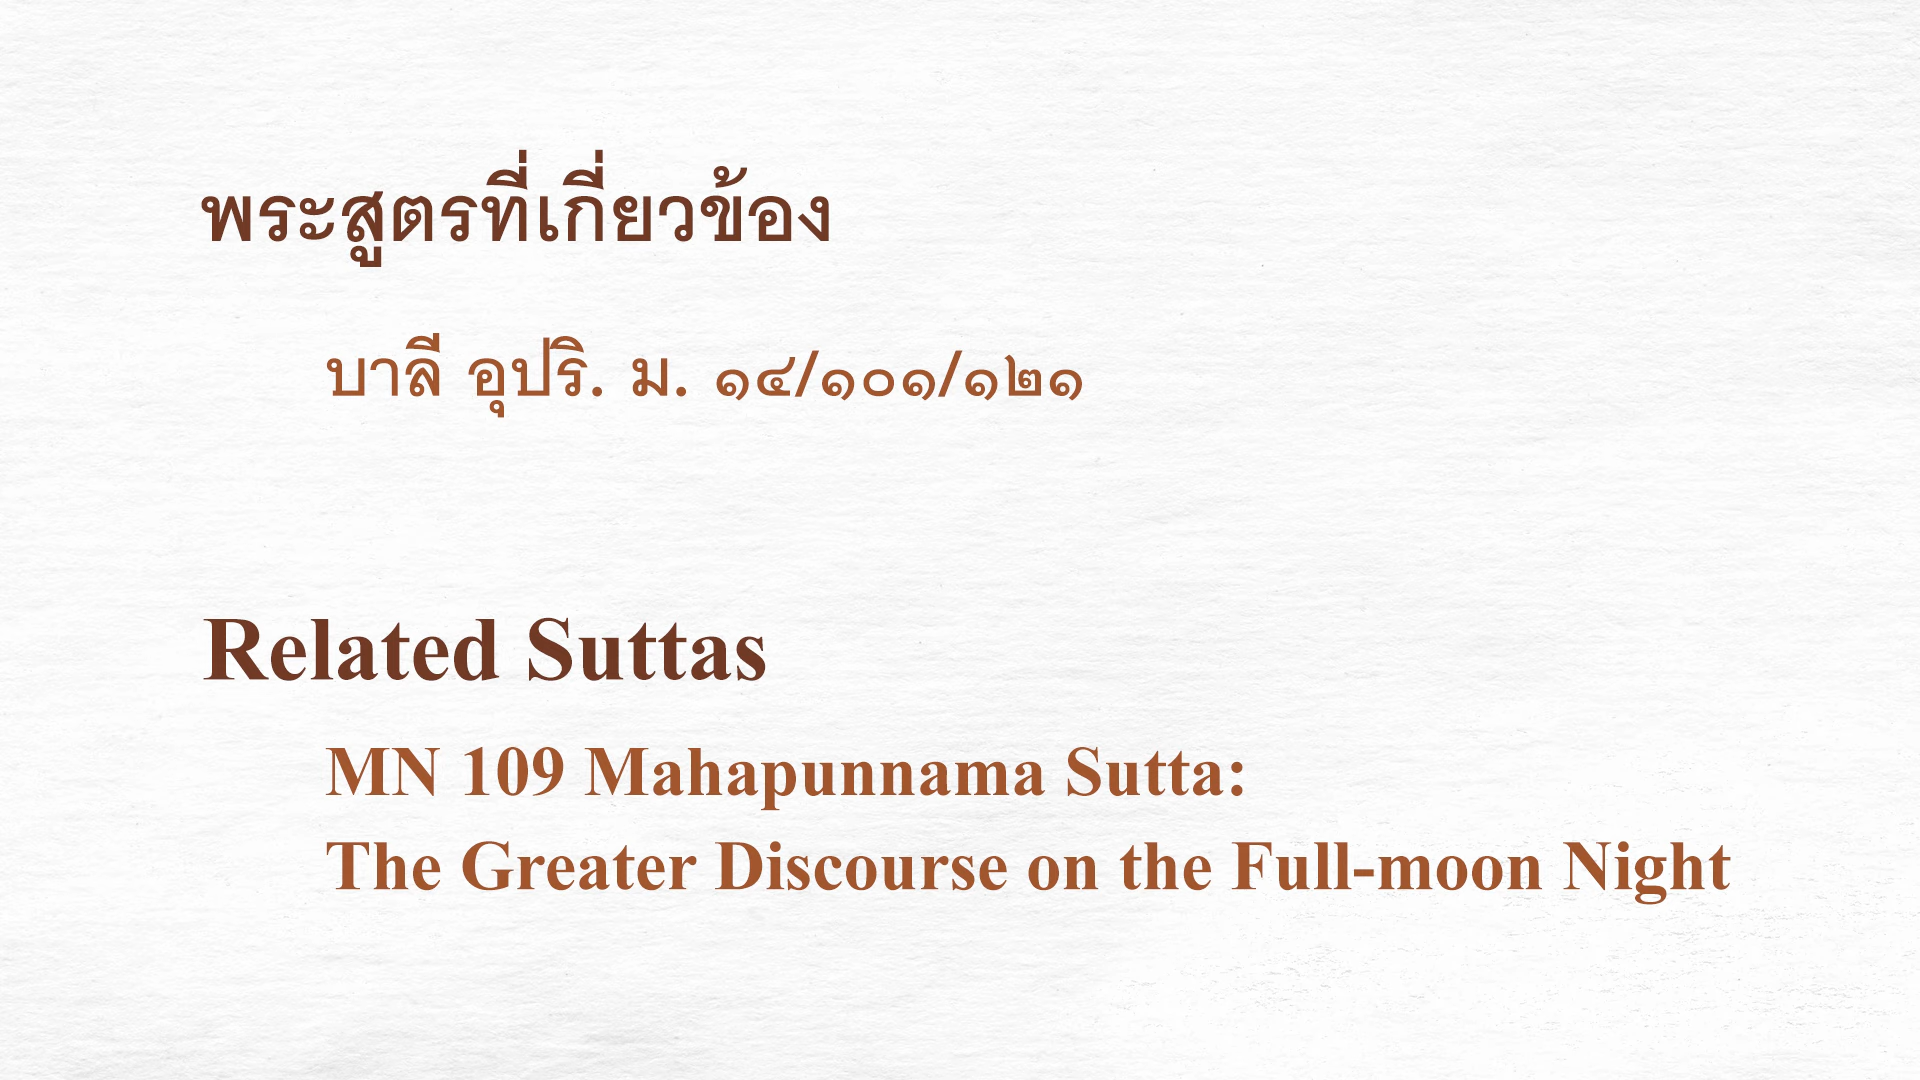 พระสูตรที่เกี่ยวข้อง
บาลี อุปริ. ม. ๑๔/๑๐๑/๑๒๑
Related Suttas
MN 109 Mahapunnama Sutta:
The Greater Discourse on the Full-moon Night